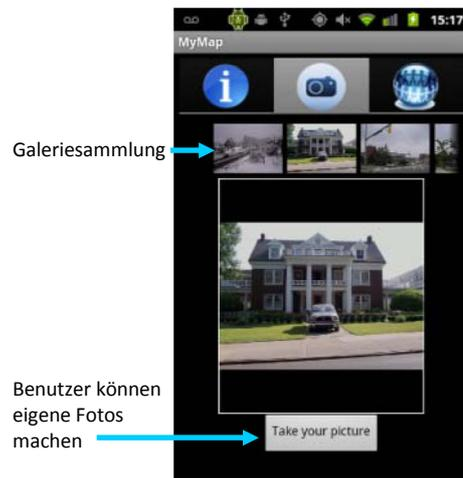 15:17
MyMap
i
Galeriesammlung
Benutzer können
eigene Fotos
machen
Take your picture